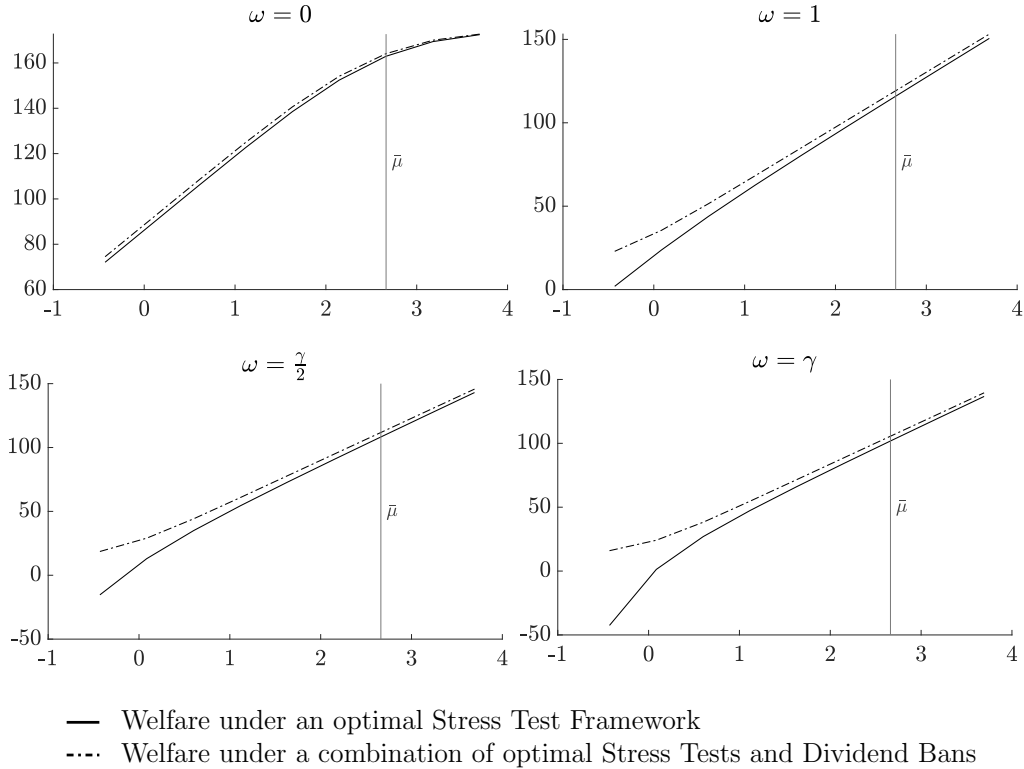 ω = 0
160
140
120
100
80
60
-1 0 1 2 3 4
μ̄
ω = 1
150
100
50
0
-1 0 1 2 3 4
μ̄
ω = γ/2
150
100
50
0
-50
-1 0 1 2 3 4
μ̄
ω = γ
150
100
50
0
-50
-1 0 1 2 3 4
μ̄
Welfare under an optimal Stress Test Framework
Welfare under a combination of optimal Stress Tests and Dividend Bans